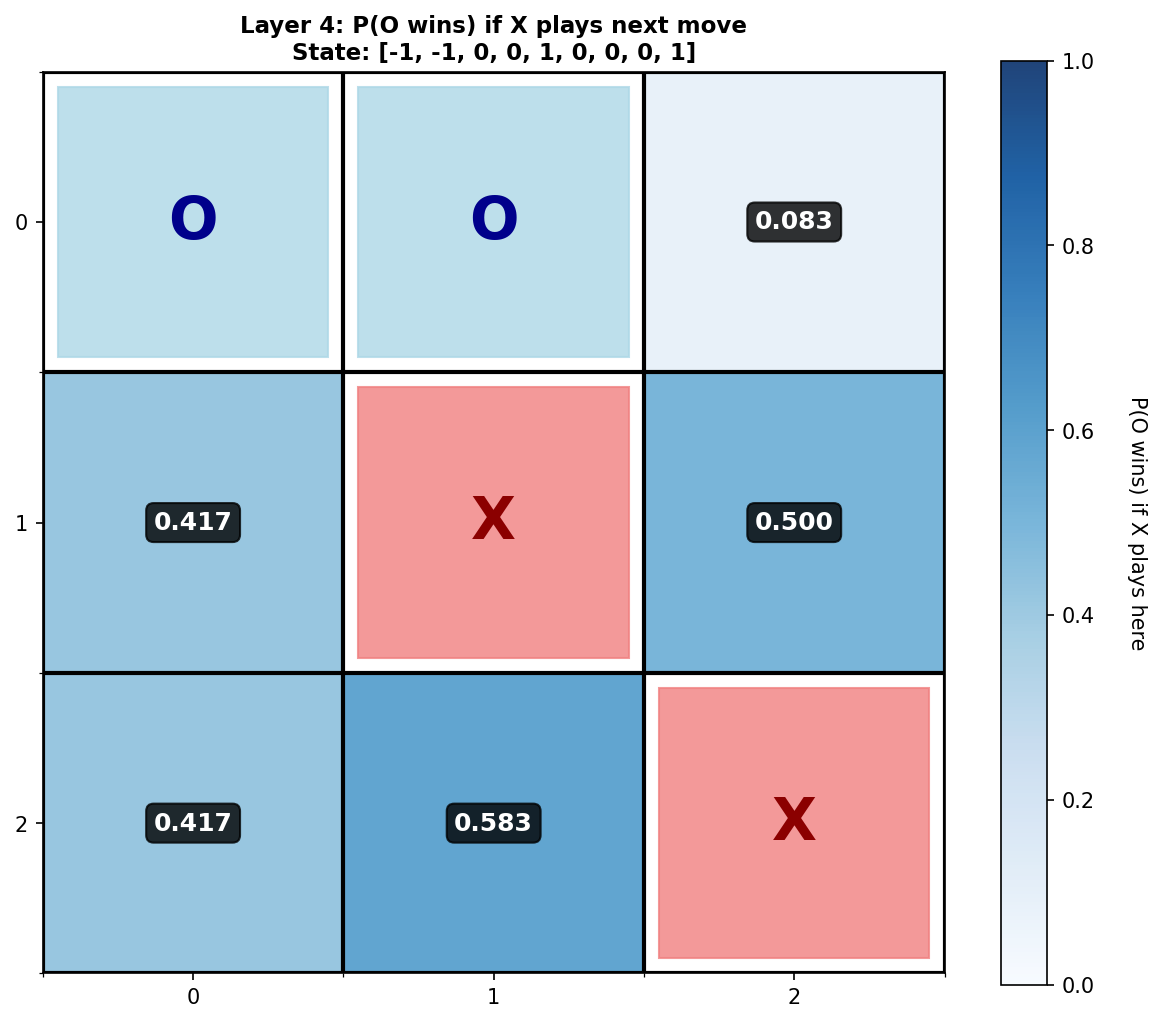 Layer 4: P(O wins) if X plays next move
State: [-1, -1, 0, 0, 1, 0, 0, 0, 1]
0
O
O
0.083
1
0.417
X
0.500
2
0.417
0.583
X
0
1
2
1.0
0.8
0.6
0.4
0.2
0.0
P(O wins) if X plays here